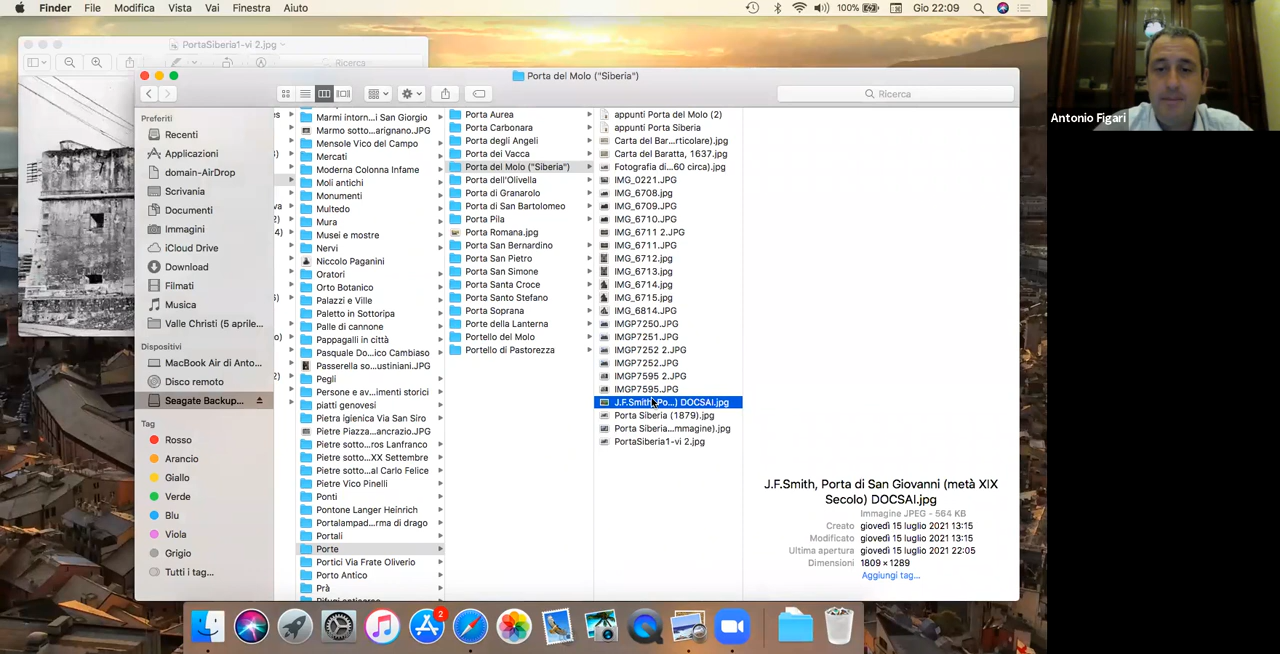 Finder File Modifica Vista Vai Finestra Aiuto 100% Gio 22:09
PortaSiberia1-vi 2.jpg
Ricerca
Porta del Molo ("Siberia")
Ricerca
Preferiti
Recenti
Applicazioni
domain-AirDrop
Scrivania
Documenti
Immagini
iCloud Drive
Download
Filmati
Musica
Valle Christi (5 aprile...
Dispositivi
MacBook Air di Anto...
Disco remoto
Seagate Backup...
Tag
Rosso
Arancio
Giallo
Verde
Blu
Viola
Grigio
Tutti i tag...
Marmi intorn...i San Giorgio
Marmo sotto...arignano.JPG
Mensole Vico del Campo
Mercati
Moderna Colonna Infame
Moli antichi
Monumenti
Multedo
Mura
Musei e mostre
Nervi
Niccolo Paganini
Oratori
Orto Botanico
Palazzi e Ville
Paletto in Sottoripa
Palle di cannone
Pappagalli in città
Pasquale Do...ico Cambiaso
Passerella so...ustiniani.JPG
Pegli
Persone e av...imenti storici
piatti genovesi
Pietra igienica Via San Siro
Pietre Piazza...ancrazio.JPG
Pietre sotto...ros Lanfranco
Pietre sotto...XX Settembre
Pietre sotto...al Carlo Felice
Pietre Vico Pinelli
Ponti
Pontone Langer Heinrich
Portalampad...rma di drago
Portali
Porte
Portici Via Frate Oliverio
Porto Antico
Prà
Porta Aurea
Porta Carbonara
Porta degli Angeli
Porta dei Vacca
Porta del Molo ("Siberia")
Porta dell'Olivella
Porta di Granarolo
Porta di San Bartolomeo
Porta Pila
Porta Romana.jpg
Porta San Bernardino
Porta San Pietro
Porta San Simone
Porta Santa Croce
Porta Santo Stefano
Porta Soprana
Porte della Lanterna
Portello del Molo
Portello di Pastorezza
appunti Porta del Molo (2)
appunti Porta Siberia
Carta del Bar...rticolare).jpg
Carta del Baratta, 1637.jpg
Fotografia di...60 circa).jpg
IMG_0221.JPG
IMG_6708.jpg
IMG_6709.JPG
IMG_6710.JPG
IMG_6711 2.JPG
IMG_6711.JPG
IMG_6712.jpg
IMG_6713.jpg
IMG_6714.jpg
IMG_6715.jpg
IMG_6814.JPG
IMGP7250.JPG
IMGP7251.JPG
IMGP7252 2.JPG
IMGP7252.JPG
IMGP7595 2.JPG
IMGP7595.JPG
J.F.Smith, Po...) DOCSAI.jpg
Porta Siberia (1879).jpg
Porta Siberia...mmagine).jpg
PortaSiberia1-vi 2.jpg
J.F.Smith, Porta di San Giovanni (metà XIX
Secolo) DOCSAI.jpg
Immagine JPEG - 564 KB
Creato giovedì 15 luglio 2021 13:15
Modificato giovedì 15 luglio 2021 13:15
Ultima apertura giovedì 15 luglio 2021 22:05
Dimensioni 1809 × 1289
Aggiungi tag...
2
Antonio Figari